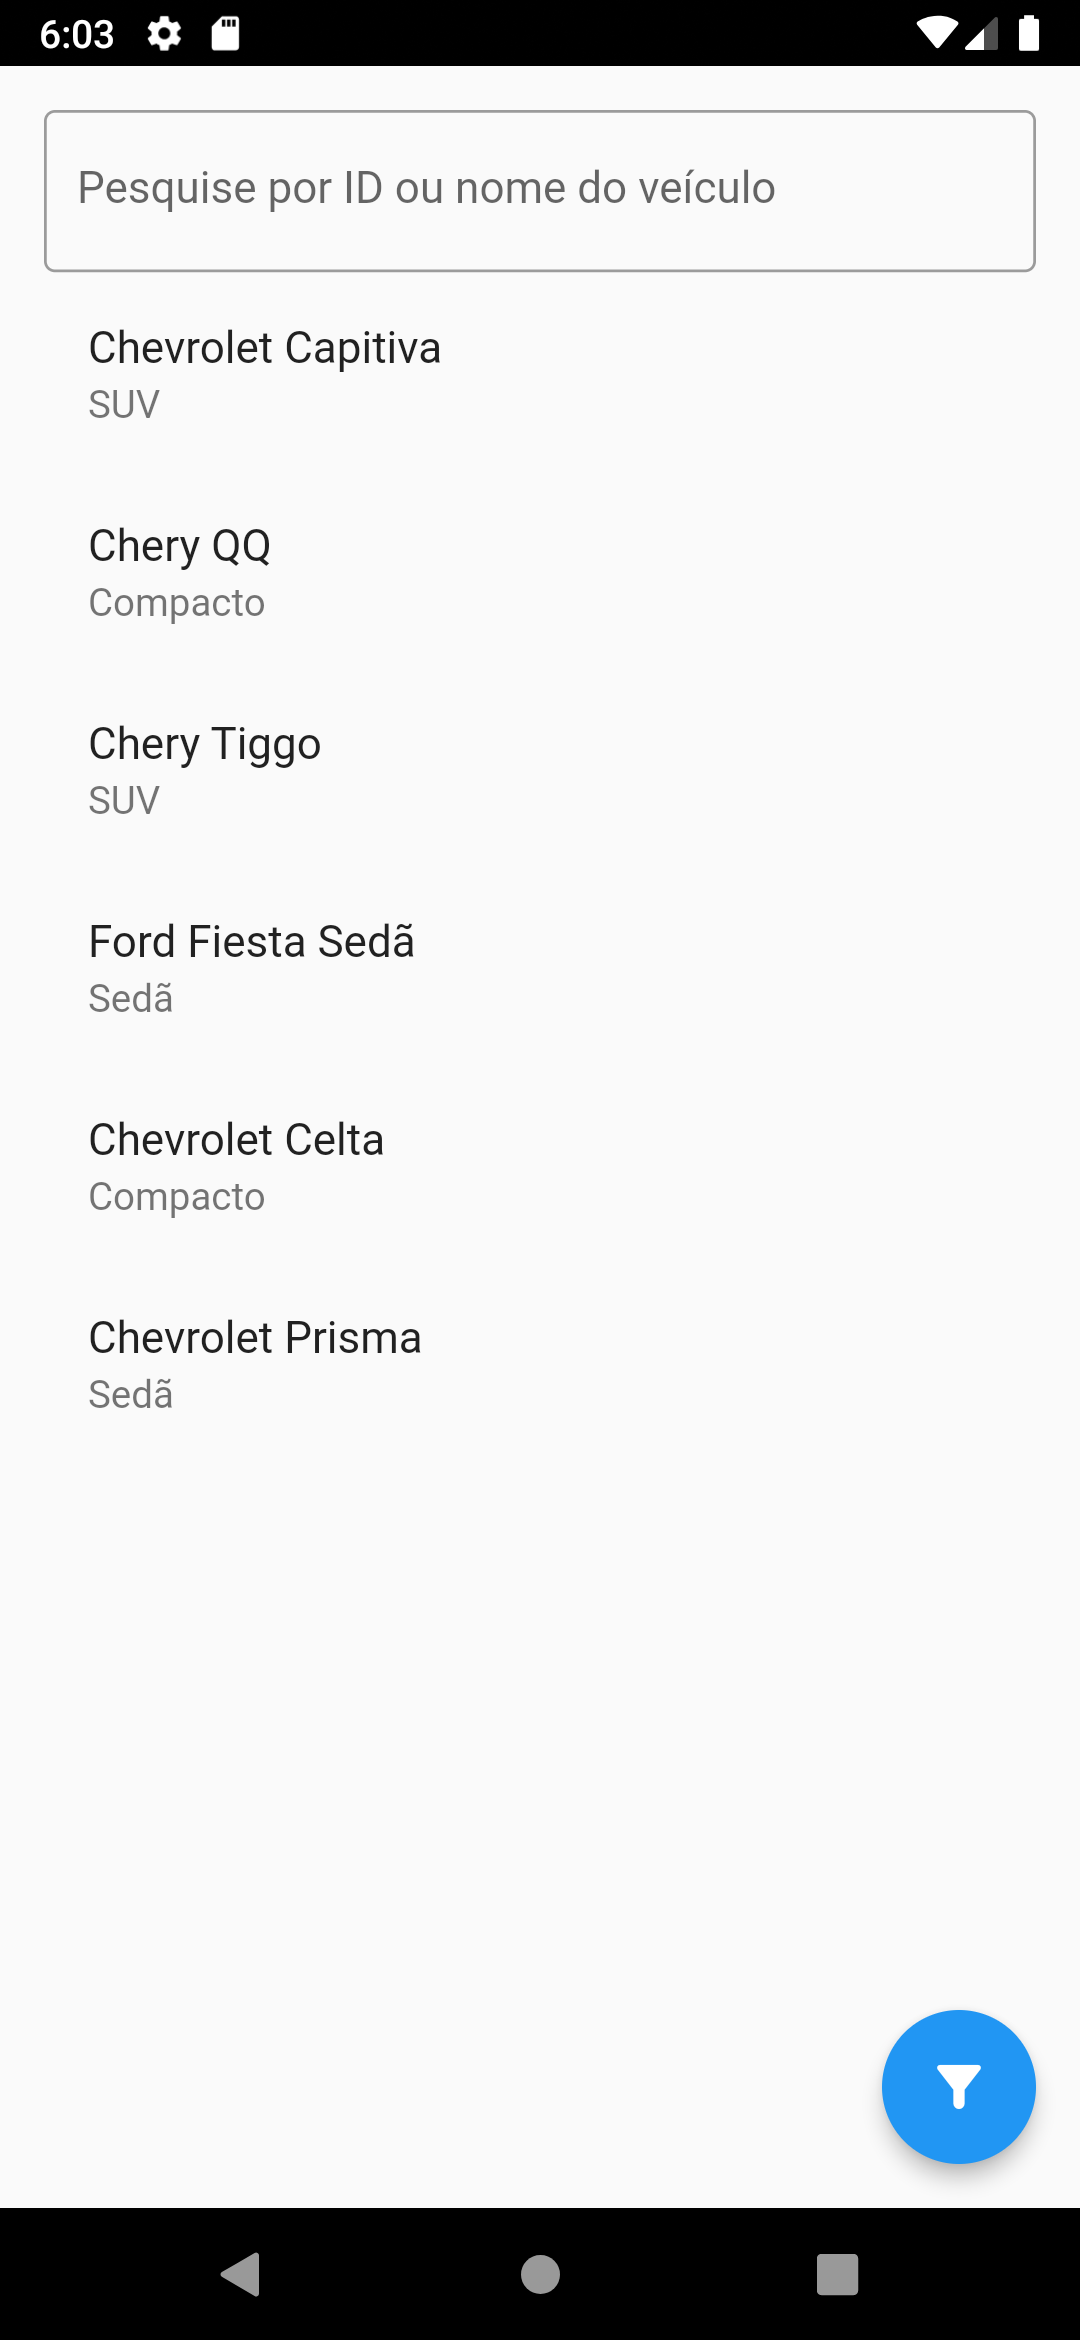 6:03
Pesquise por ID ou nome do veículo
Chevrolet Capitiva
SUV
Chery QQ
Compacto
Chery Tiggo
SUV
Ford Fiesta Sedã
Sedã
Chevrolet Celta
Compacto
Chevrolet Prisma
Sedã